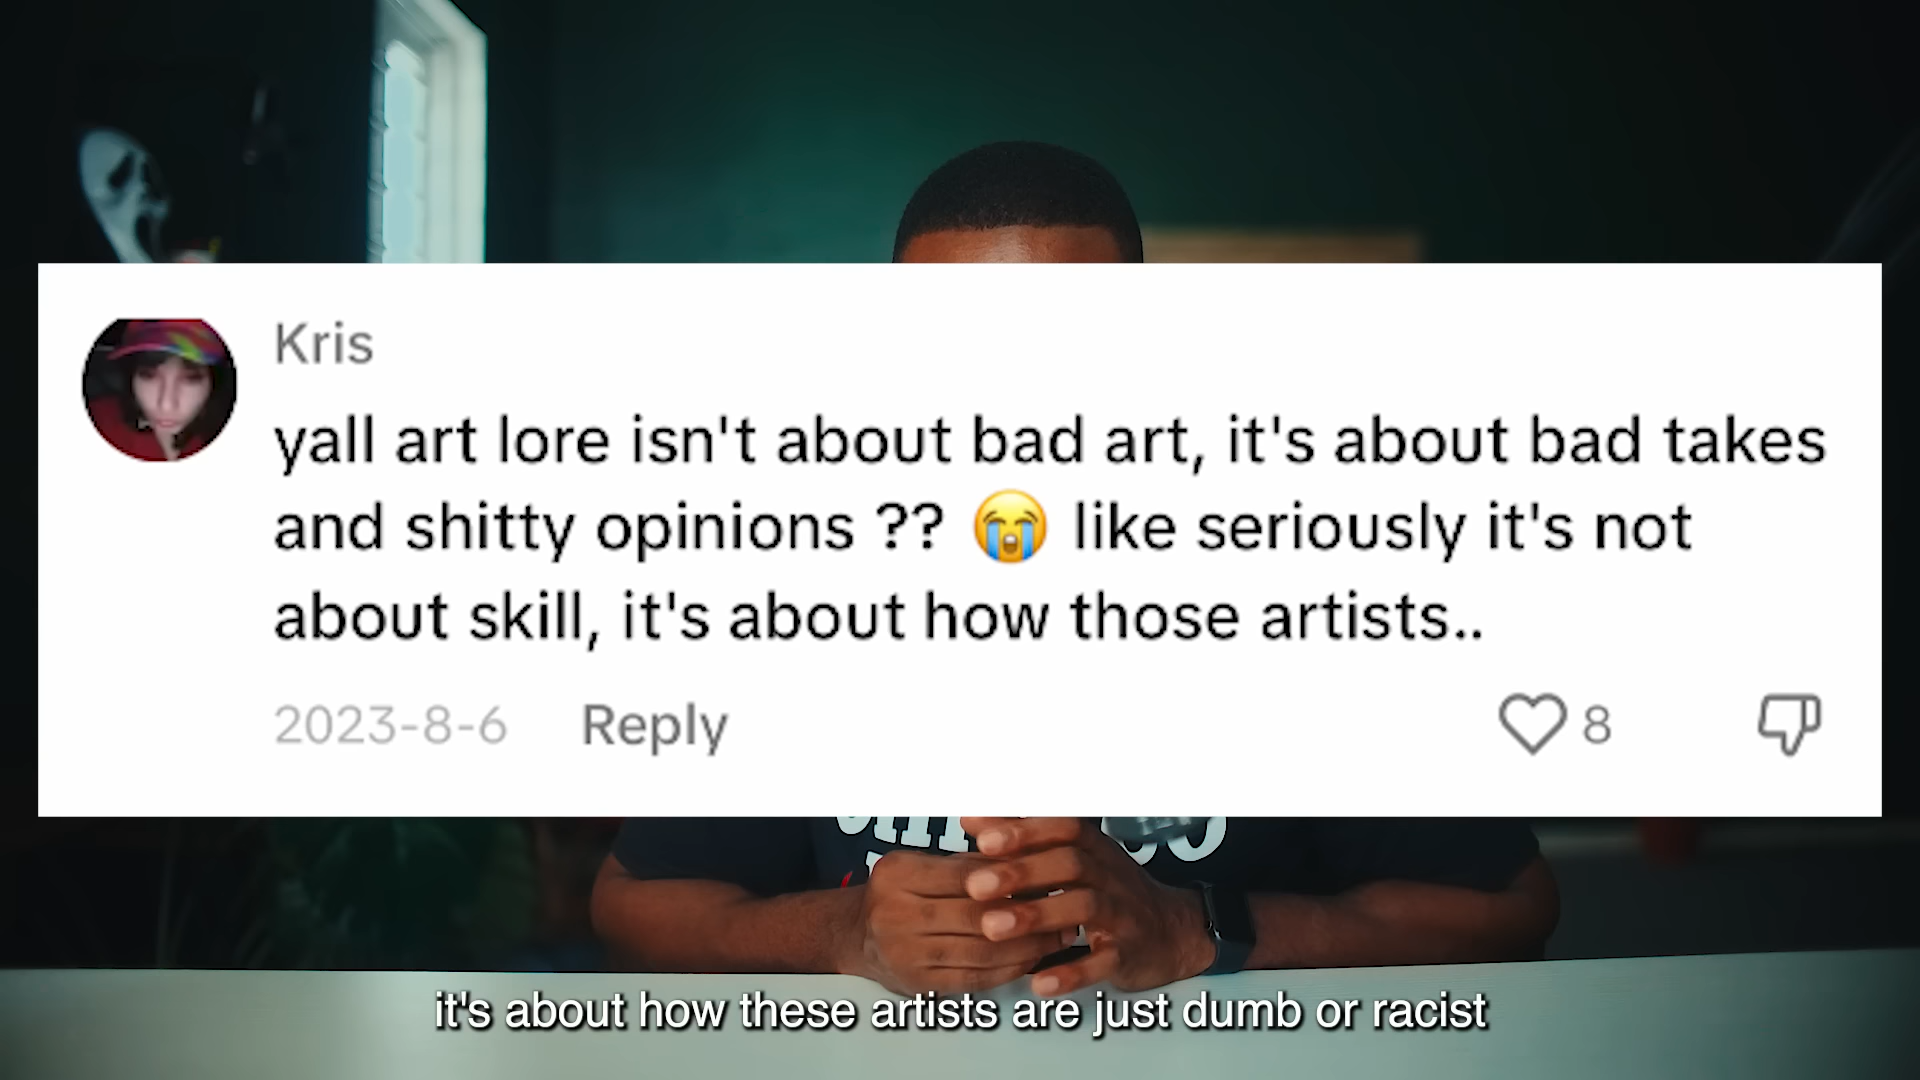 Kris
yall art lore isn't about bad art, it's about bad takes
and shitty opinions ?? 😭 like seriously it's not
about skill, it's about how those artists..
2023-8-6 Reply 8
it's about how these artists are just dumb or racist